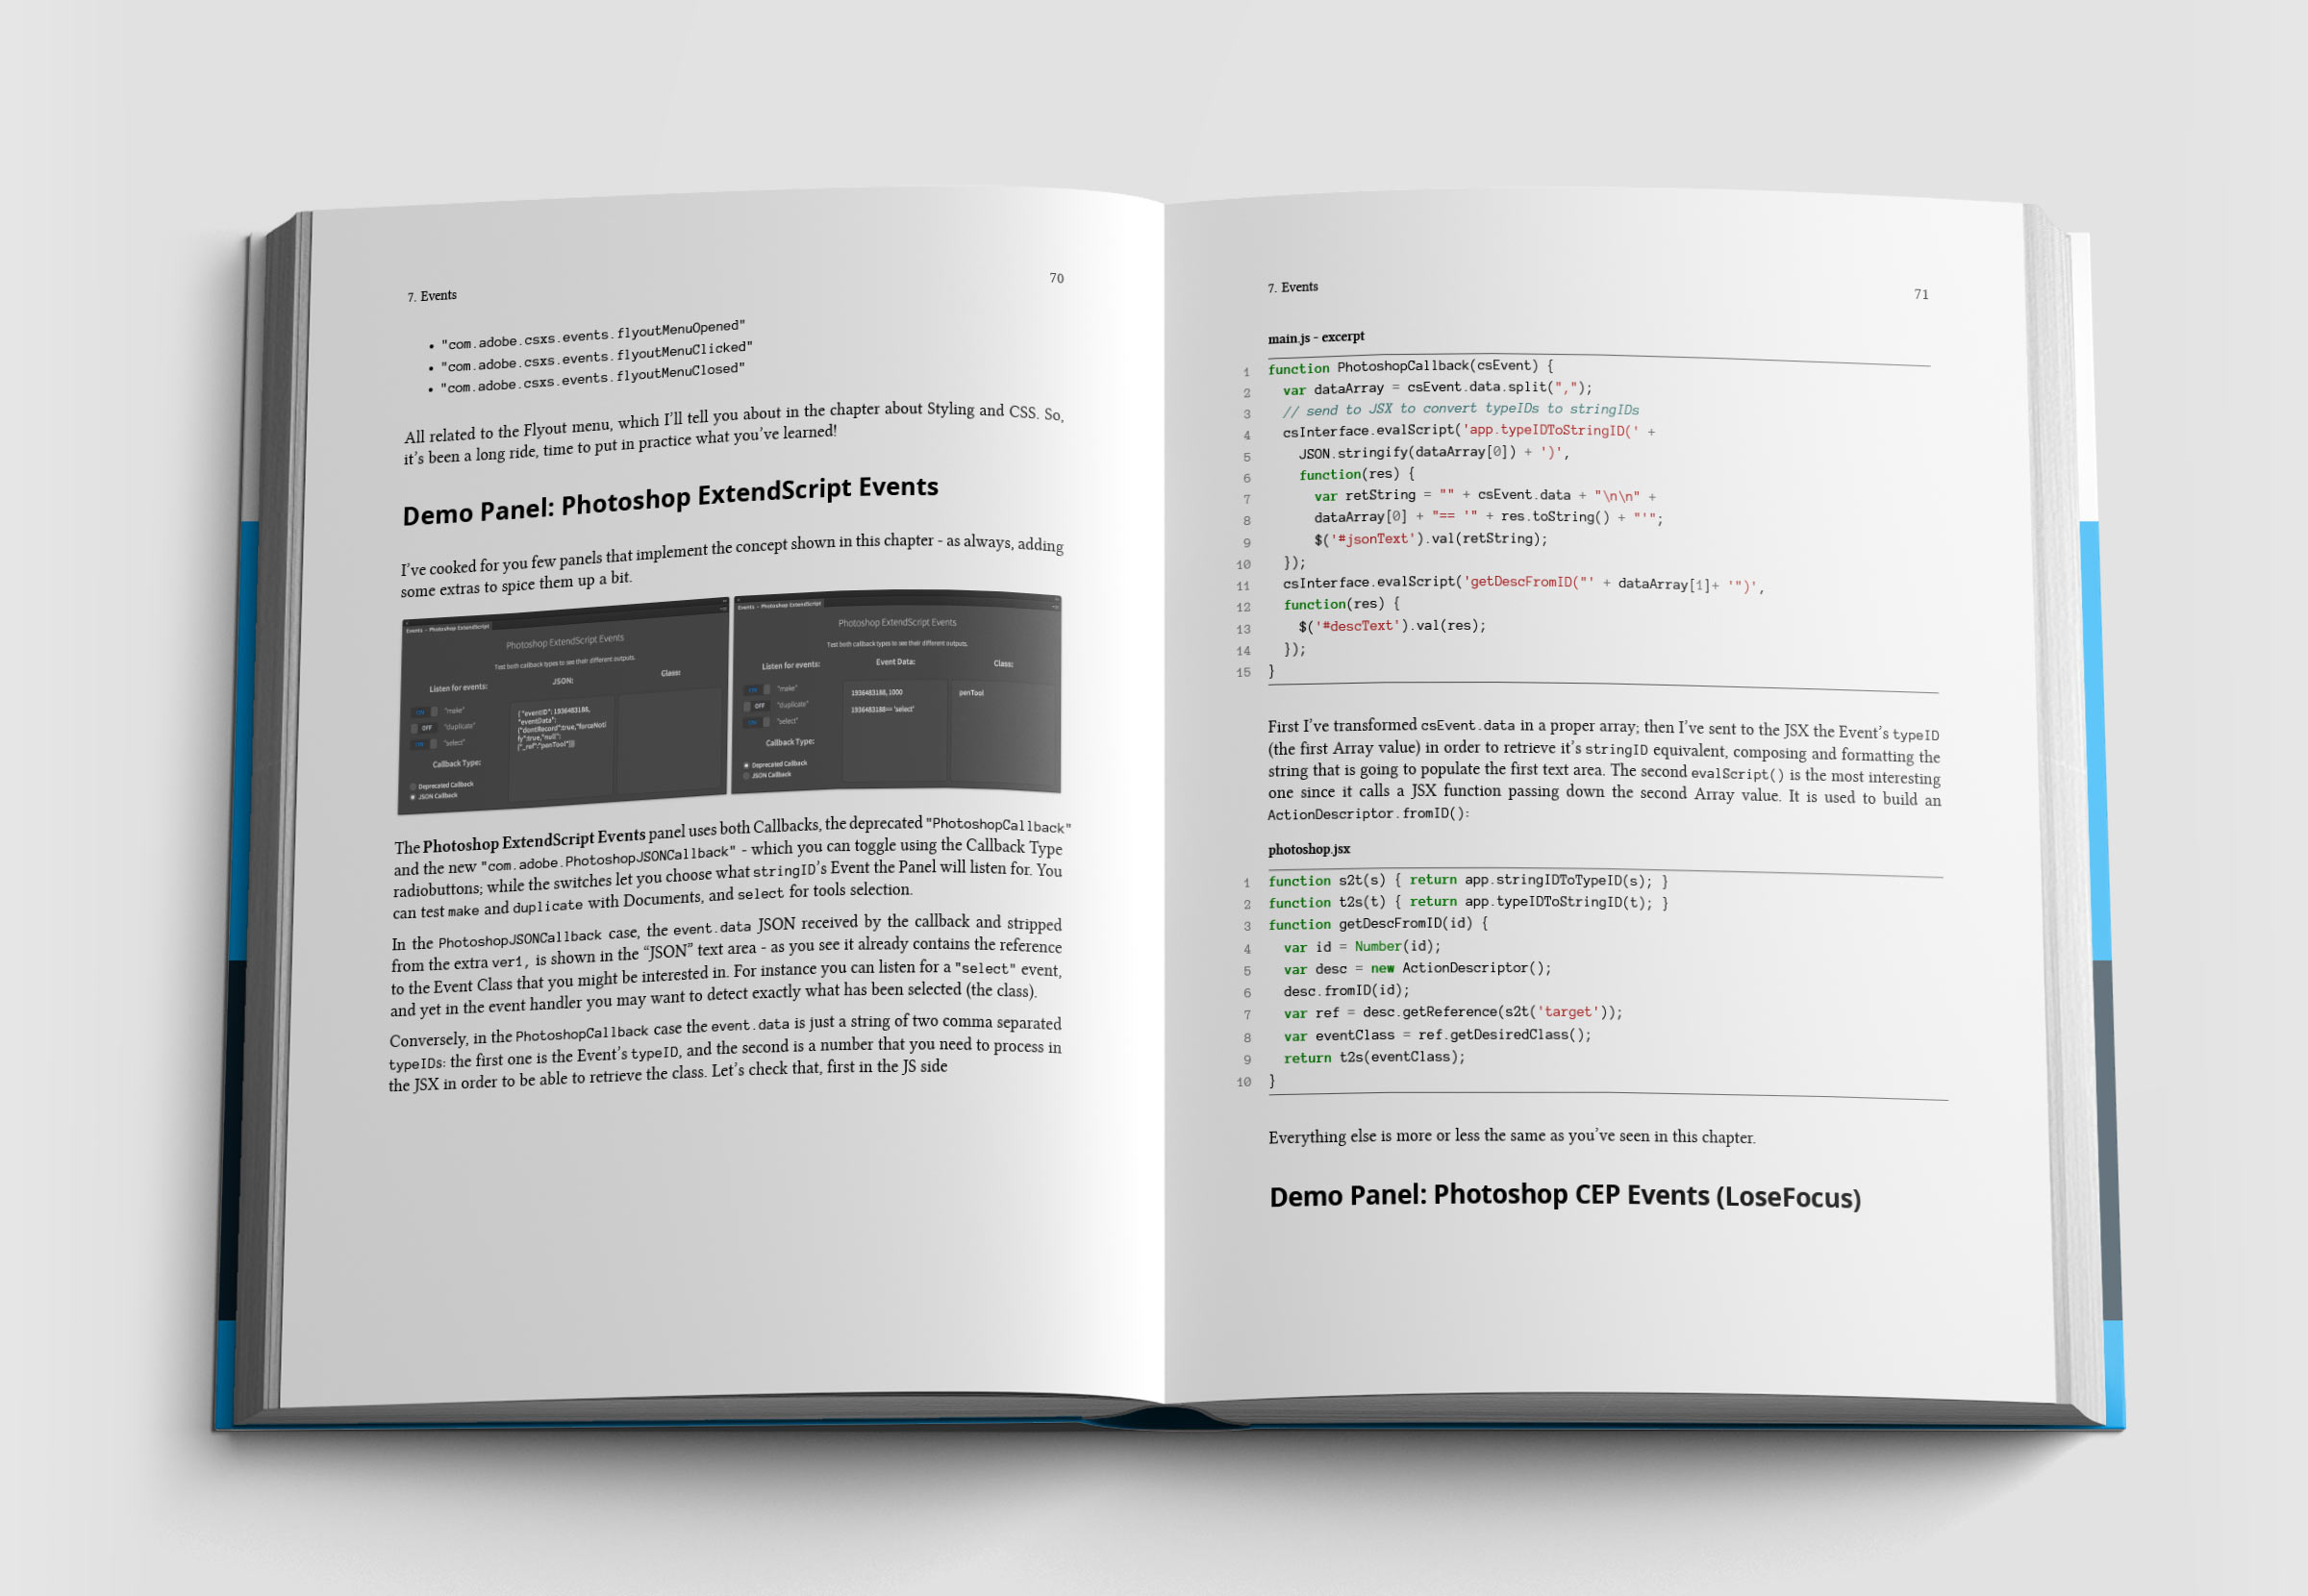 7. Events
70
• "com.adobe.csxs.events.flyoutMenuOpened"
• "com.adobe.csxs.events.flyoutMenuClicked"
• "com.adobe.csxs.events.flyoutMenuClosed"
All related to the Flyout menu, which I'll tell you about in the chapter about Styling and CSS. So,
it's been a long ride, time to put in practice what you've learned!
Demo Panel: Photoshop ExtendScript Events
I've cooked for you few panels that implement the concept shown in this chapter - as always, adding
some extras to spice them up a bit.
Events - Photoshop ExtendScript
Photoshop ExtendScript Events
Test both callback types to see their different outputs.
Listen for events:
JSON:
Class:
ON "make"
OFF "duplicate"
ON "select"
{ "eventID": 1936483188,
"eventData":
{"dontRecord":true,"forceNoti
fy":true,"null":
{"_ref":"penTool"}}}
Callback Type:
Deprecated Callback
JSON Callback
Events - Photoshop ExtendScript
Photoshop ExtendScript Events
Test both callback types to see their different outputs.
Listen for events:
Event Data:
Class:
ON "make"
OFF "duplicate"
ON "select"
1936483188, 1000
1936483188== 'select'
penTool
Callback Type:
Deprecated Callback
JSON Callback
The Photoshop ExtendScript Events panel uses both Callbacks, the deprecated "PhotoshopCallback"
and the new "com.adobe.PhotoshopJSONCallback" - which you can toggle using the Callback Type
radiobuttons; while the switches let you choose what stringID's Event the Panel will listen for. You
can test make and duplicate with Documents, and select for tools selection.
In the PhotoshopJSONCallback case, the event.data JSON received by the callback and stripped
from the extra ver1, is shown in the “JSON” text area - as you see it already contains the reference
to the Event Class that you might be interested in. For instance you can listen for a "select" event,
and yet in the event handler you may want to detect exactly what has been selected (the class).
Conversely, in the PhotoshopCallback case the event.data is just a string of two comma separated
typeIDs: the first one is the Event's typeID, and the second is a number that you need to process in
the JSX in order to be able to retrieve the class. Let's check that, first in the JS side
7. Events
71
main.js - excerpt
1 function PhotoshopCallback(csEvent) {
2 var dataArray = csEvent.data.split(",");
3 // send to JSX to convert typeIDs to stringIDs
4 csInterface.evalScript('app.typeIDToStringID(' +
5 JSON.stringify(dataArray[0]) + ')',
6 function(res) {
7 var retString = "" + csEvent.data + "\n\n" +
8 dataArray[0] + "== '" + res.toString() + "'";
9 $('#jsonText').val(retString);
10 });
11 csInterface.evalScript('getDescFromID("' + dataArray[1]+ '")',
12 function(res) {
13 $('#descText').val(res);
14 });
15 }
First I've transformed csEvent.data in a proper array; then I've sent to the JSX the Event's typeID
(the first Array value) in order to retrieve it's stringID equivalent, composing and formatting the
string that is going to populate the first text area. The second evalScript() is the most interesting
one since it calls a JSX function passing down the second Array value. It is used to build an
ActionDescriptor.fromID():
photoshop.jsx
1 function s2t(s) { return app.stringIDToTypeID(s); }
2 function t2s(t) { return app.typeIDToStringID(t); }
3 function getDescFromID(id) {
4 var id = Number(id);
5 var desc = new ActionDescriptor();
6 desc.fromID(id);
7 var ref = desc.getReference(s2t('target'));
8 var eventClass = ref.getDesiredClass();
9 return t2s(eventClass);
10 }
Everything else is more or less the same as you've seen in this chapter.
Demo Panel: Photoshop CEP Events (LoseFocus)